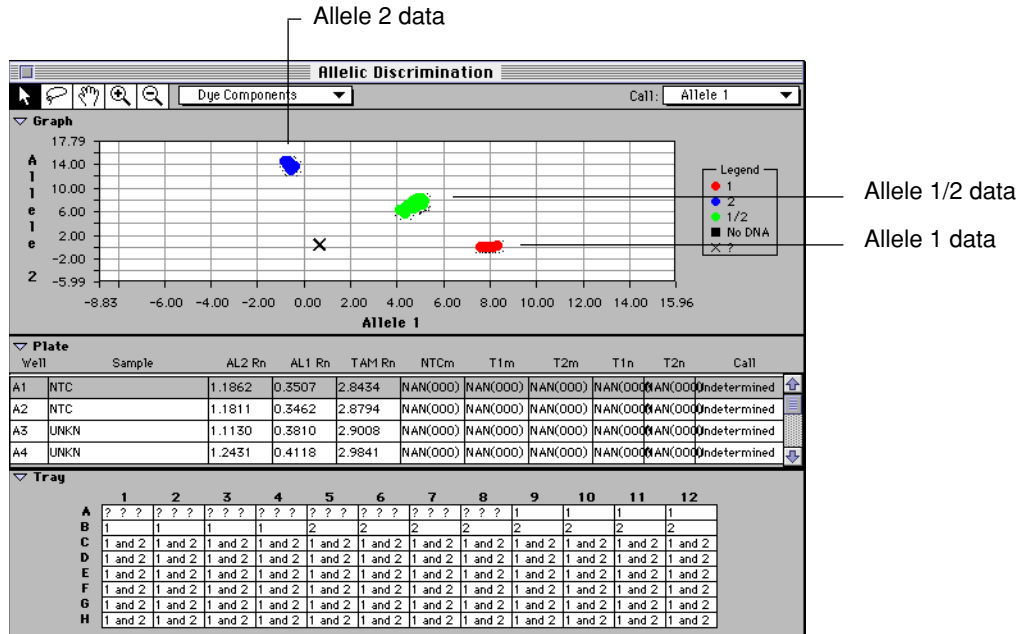 Allele 2 data
Allelic Discrimination
Dye Components
Call: Allele 1
Graph
Allele 2
17.79
14.00
10.00
6.00
2.00
-2.00
-5.99
-8.83 -6.00 -4.00 -2.00 0.00 2.00 4.00 6.00 8.00 10.00 12.00 14.00 15.96
Allele 1
Legend
1
2
1/2
No DNA
?
Allele 1/2 data
Allele 1 data
Plate
Well Sample AL2 Rn AL1 Rn TAM Rn NTCm T1m T2m T1n T2n Call
A1 NTC 1.1862 0.3507 2.8434 NAN(000) NAN(000) NAN(000) NAN(000 NAN(000 Undetermined
A2 NTC 1.1811 0.3462 2.8794 NAN(000) NAN(000) NAN(000) NAN(000 NAN(000 Undetermined
A3 UNKN 1.1130 0.3810 2.9008 NAN(000) NAN(000) NAN(000) NAN(000 NAN(000 Undetermined
A4 UNKN 1.2431 0.4118 2.9841 NAN(000) NAN(000) NAN(000) NAN(000 NAN(000 Undetermined
Tray
1 2 3 4 5 6 7 8 9 10 11 12
A ? ? ? ? ? ? ? ? ? ? ? ? ? ? ? ? ? ? ? ? ? ? ? ? 1 1 1 1
B 1 1 1 1 2 2 2 2 2 2 2 2
C 1 and 2 1 and 2 1 and 2 1 and 2 1 and 2 1 and 2 1 and 2 1 and 2 1 and 2 1 and 2 1 and 2 1 and 2
D 1 and 2 1 and 2 1 and 2 1 and 2 1 and 2 1 and 2 1 and 2 1 and 2 1 and 2 1 and 2 1 and 2 1 and 2
E 1 and 2 1 and 2 1 and 2 1 and 2 1 and 2 1 and 2 1 and 2 1 and 2 1 and 2 1 and 2 1 and 2 1 and 2
F 1 and 2 1 and 2 1 and 2 1 and 2 1 and 2 1 and 2 1 and 2 1 and 2 1 and 2 1 and 2 1 and 2 1 and 2
G 1 and 2 1 and 2 1 and 2 1 and 2 1 and 2 1 and 2 1 and 2 1 and 2 1 and 2 1 and 2 1 and 2 1 and 2
H 1 and 2 1 and 2 1 and 2 1 and 2 1 and 2 1 and 2 1 and 2 1 and 2 1 and 2 1 and 2 1 and 2 1 and 2